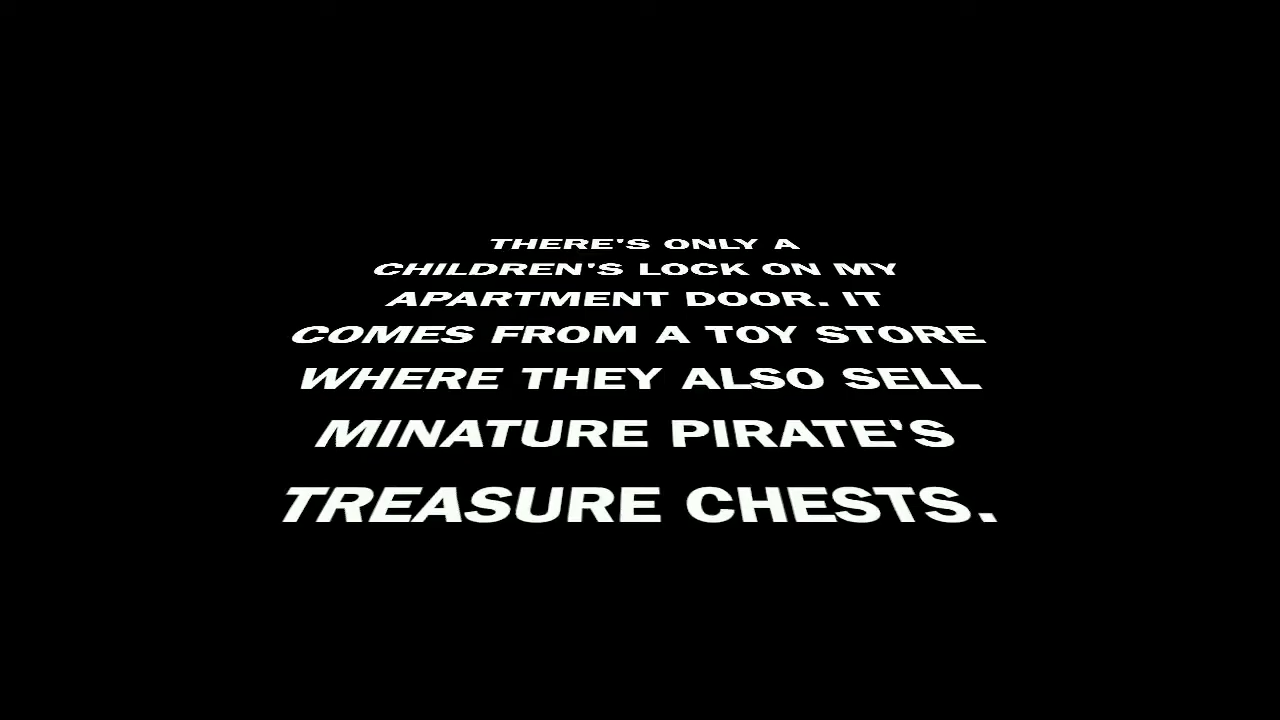 THERE'S ONLY A
CHILDREN'S LOCK ON MY
APARTMENT DOOR. IT
COMES FROM A TOY STORE
WHERE THEY ALSO SELL
MINATURE PIRATE'S
TREASURE CHESTS.